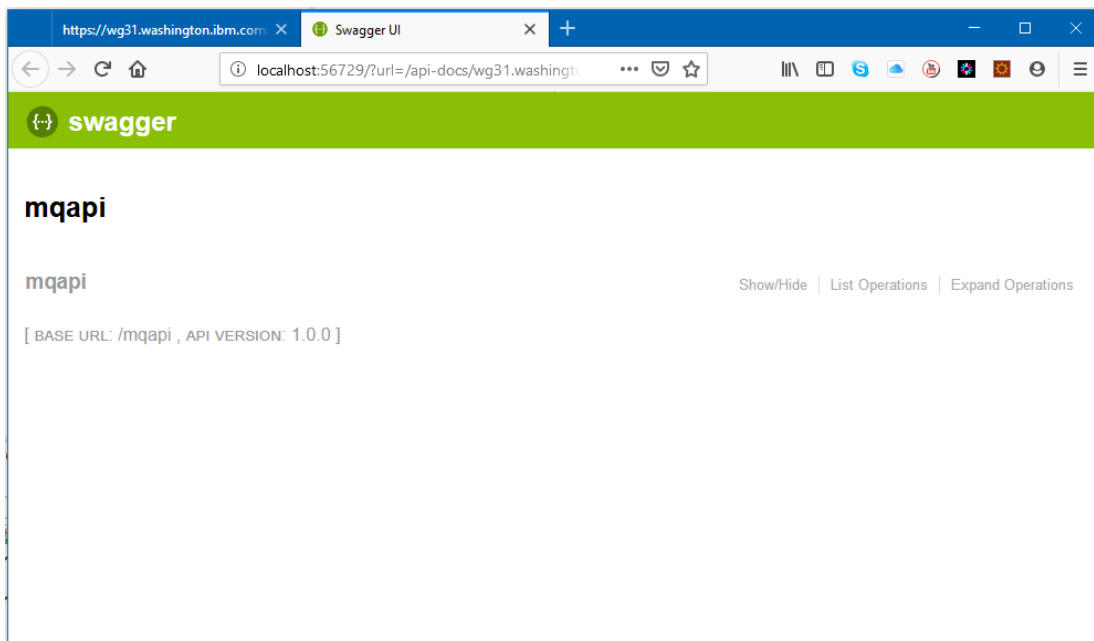 https://wg31.washington.ibm.com
Swagger UI
localhost:56729/?url=/api-docs/wg31.washingt
swagger
mqapi
mqapi
Show/Hide List Operations Expand Operations
[ BASE URL: /mqapi , API VERSION: 1.0.0 ]